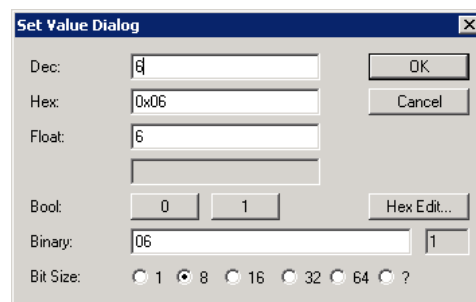 Set Value Dialog
Dec: 6 OK
Hex: 0x06 Cancel
Float: 6
Bool: 0 1 Hex Edit...
Binary: 06 1
Bit Size: 1 8 16 32 64 ?